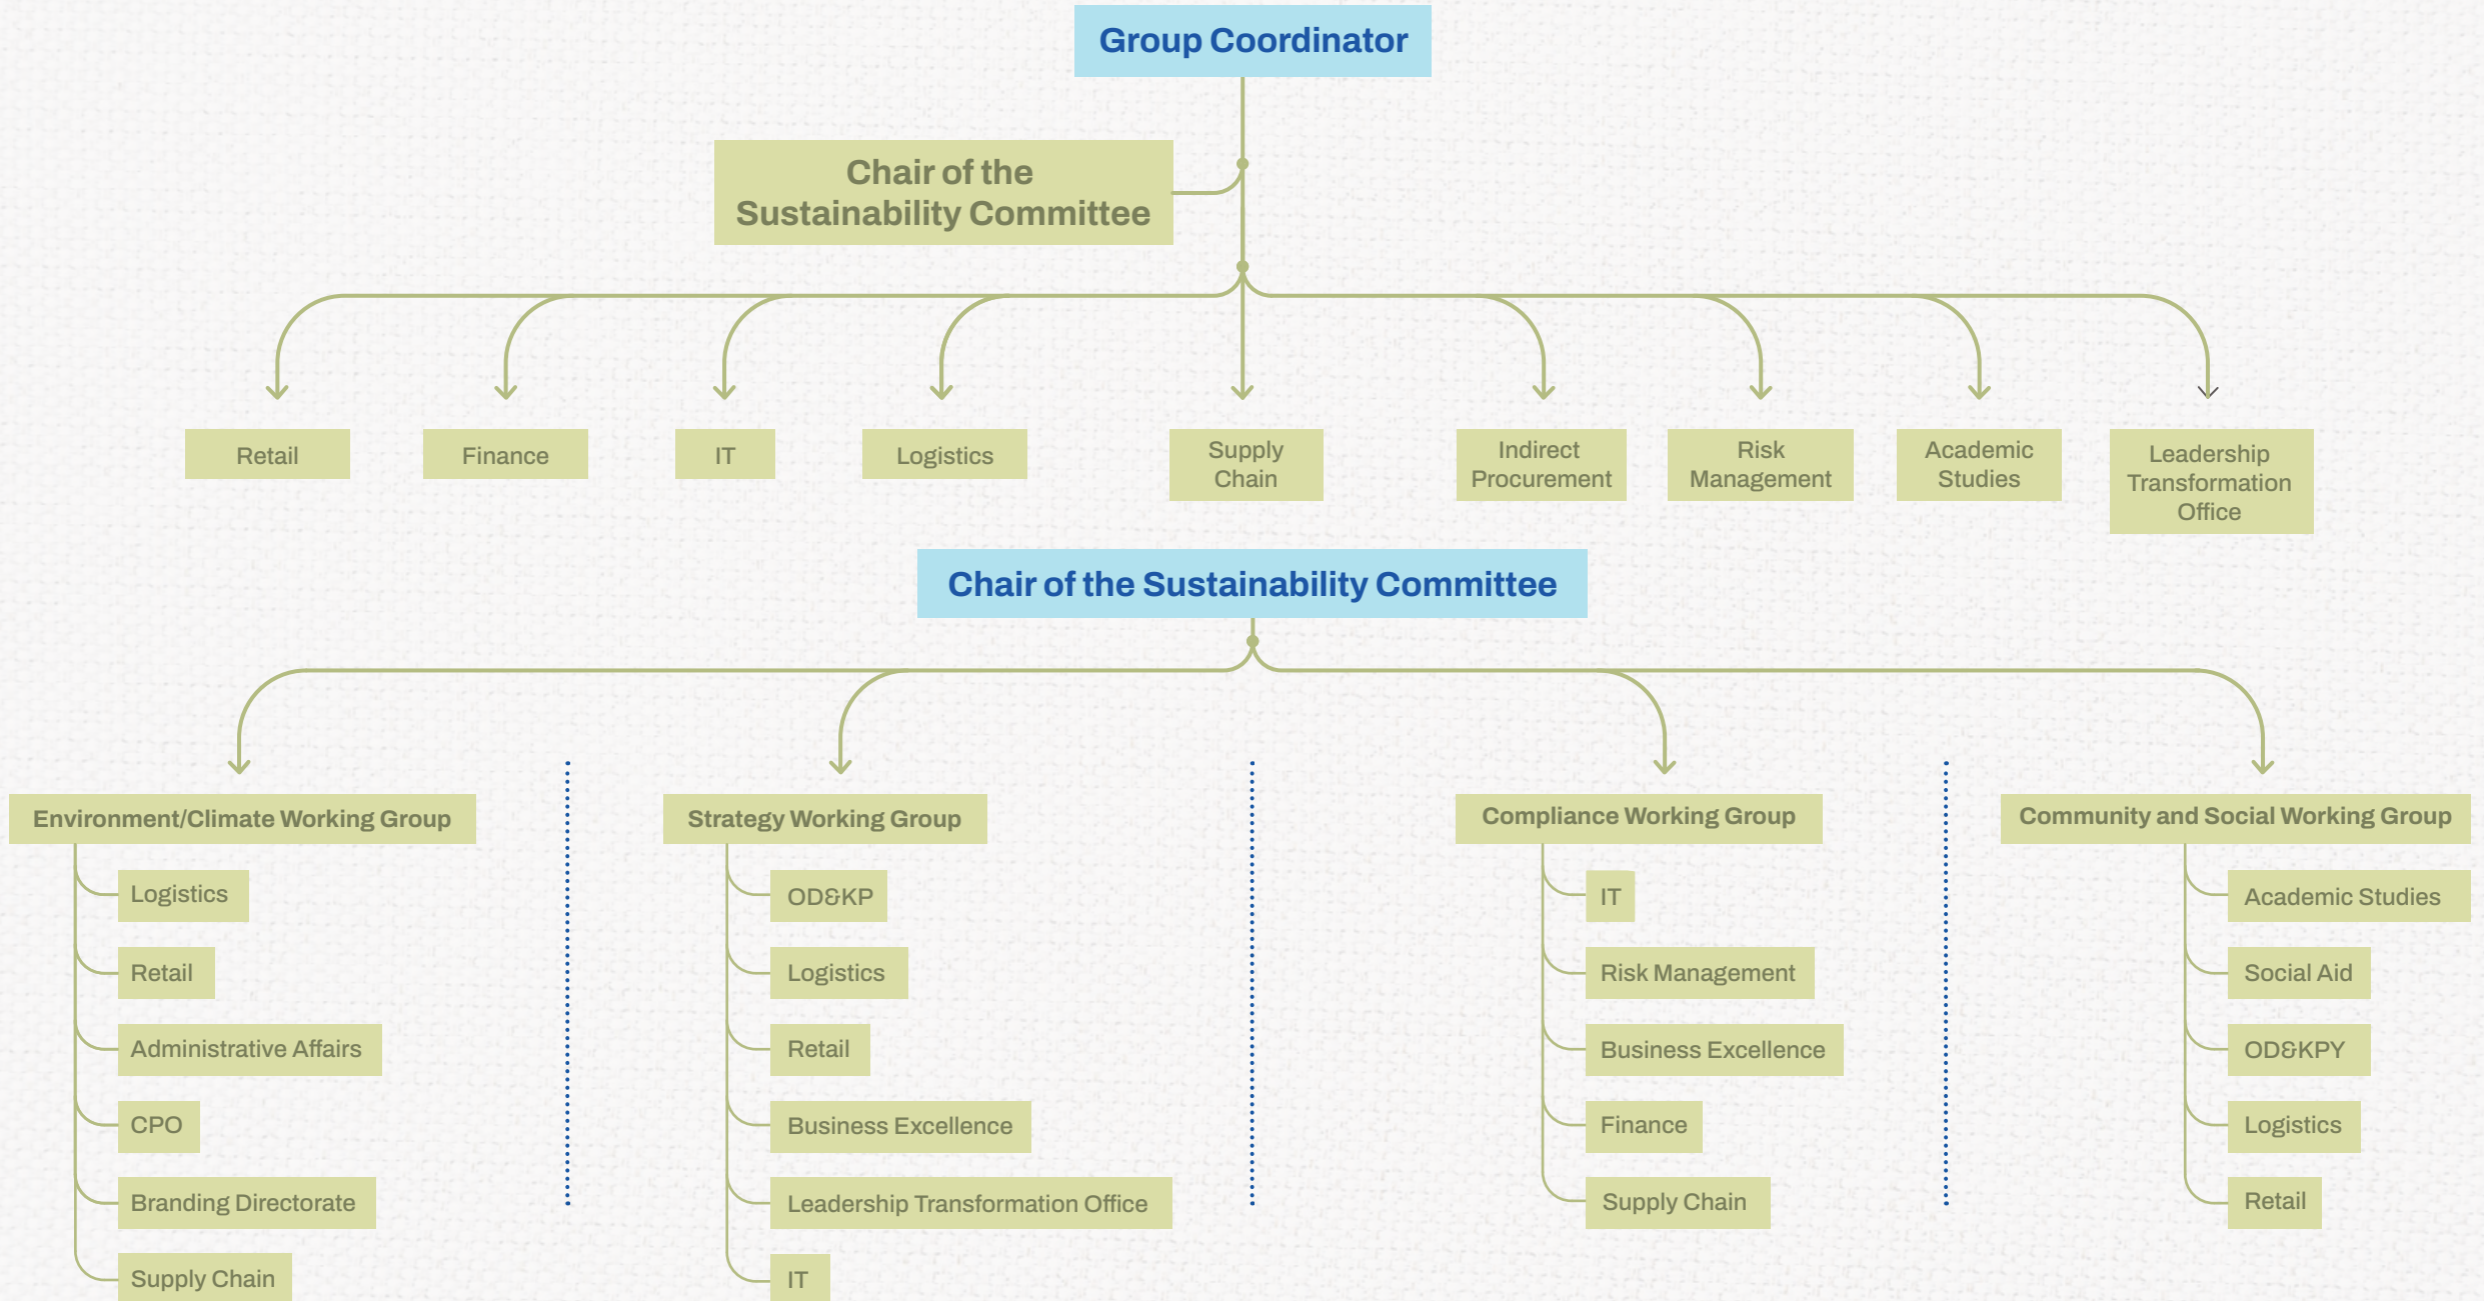 Group Coordinator
Chair of the
Sustainability Committee
Retail
Finance
IT
Logistics
Supply
Chain
Indirect
Procurement
Risk
Management
Academic
Studies
Leadership
Transformation
Office
Chair of the Sustainability Committee
Environment/Climate Working Group
Logistics
Retail
Administrative Affairs
CPO
Branding Directorate
Supply Chain
Strategy Working Group
OD&KP
Logistics
Retail
Business Excellence
Leadership Transformation Office
IT
Compliance Working Group
IT
Risk Management
Business Excellence
Finance
Supply Chain
Community and Social Working Group
Academic Studies
Social Aid
OD&KPY
Logistics
Retail